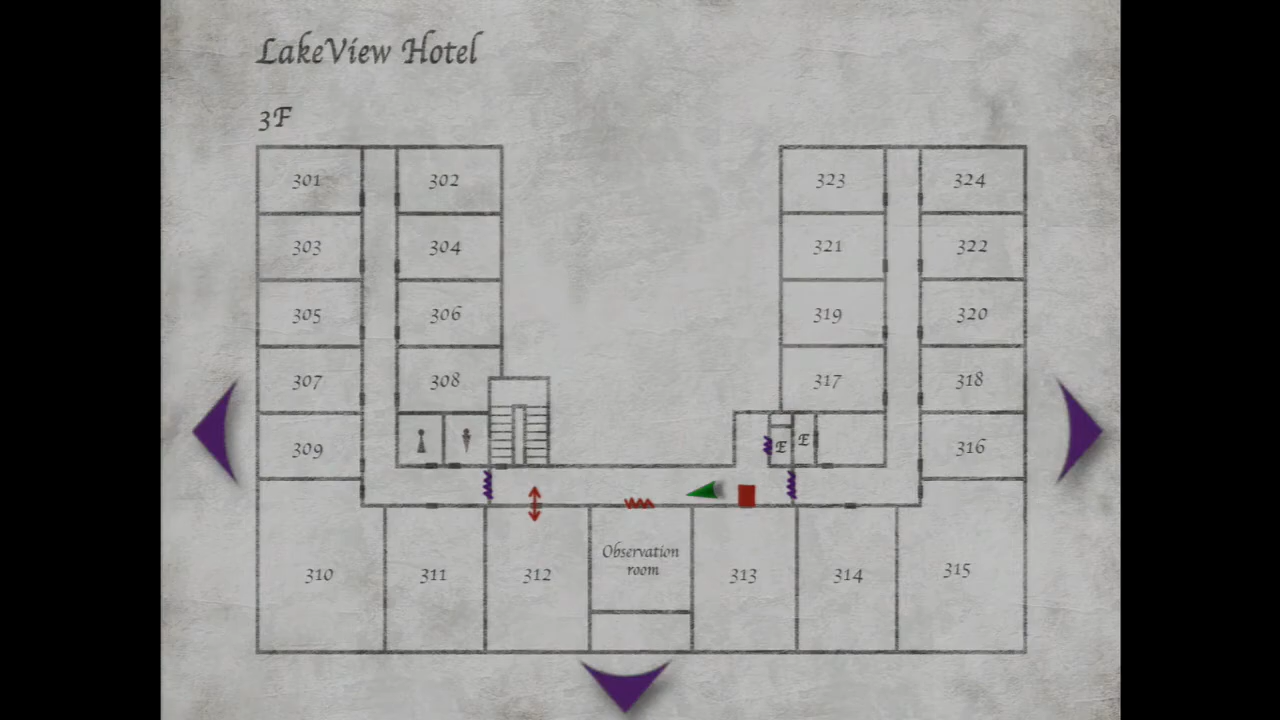 LakeView Hotel
3F
301 302 323 324
303 304 321 322
305 306 319 320
307 308 317 318
309 E E 316
Observation
room
310 311 312 313 314 315